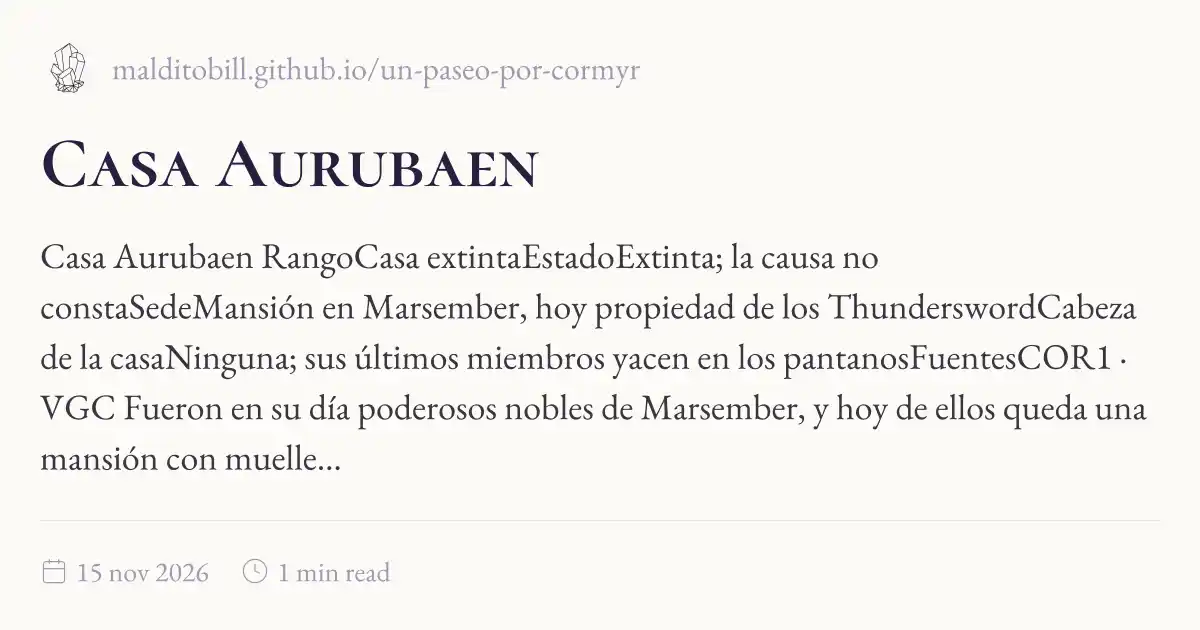 malditobill.github.io/un-paseo-por-cormyr
Casa Aurubaen
Casa Aurubaen RangoCasa extintaEstadoExtinta; la causa no
constaSedeMansión en Marsember, hoy propiedad de los ThunderswordCabeza
de la casaNinguna; sus últimos miembros yacen en los pantanosFuentesCOR1 ·
VGC Fueron en su día poderosos nobles de Marsember, y hoy de ellos queda una
mansión con muelle...
15 nov 2026 1 min read